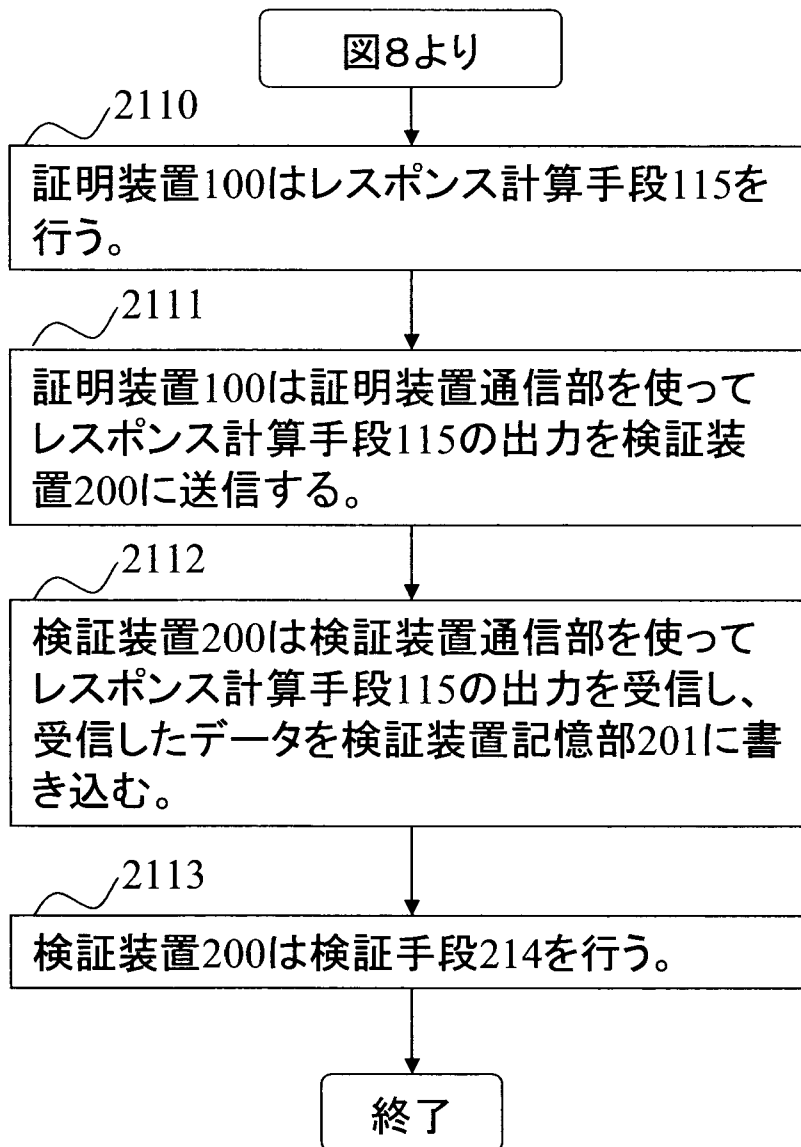 図8より
2110
証明装置100はレスポンス計算手段115を
行う。
2111
証明装置100は証明装置通信部を使って
レスポンス計算手段115の出力を検証装
置200に送信する。
2112
検証装置200は検証装置通信部を使って
レスポンス計算手段115の出力を受信し、
受信したデータを検証装置記憶部201に書
き込む。
2113
検証装置200は検証手段214を行う。
終了